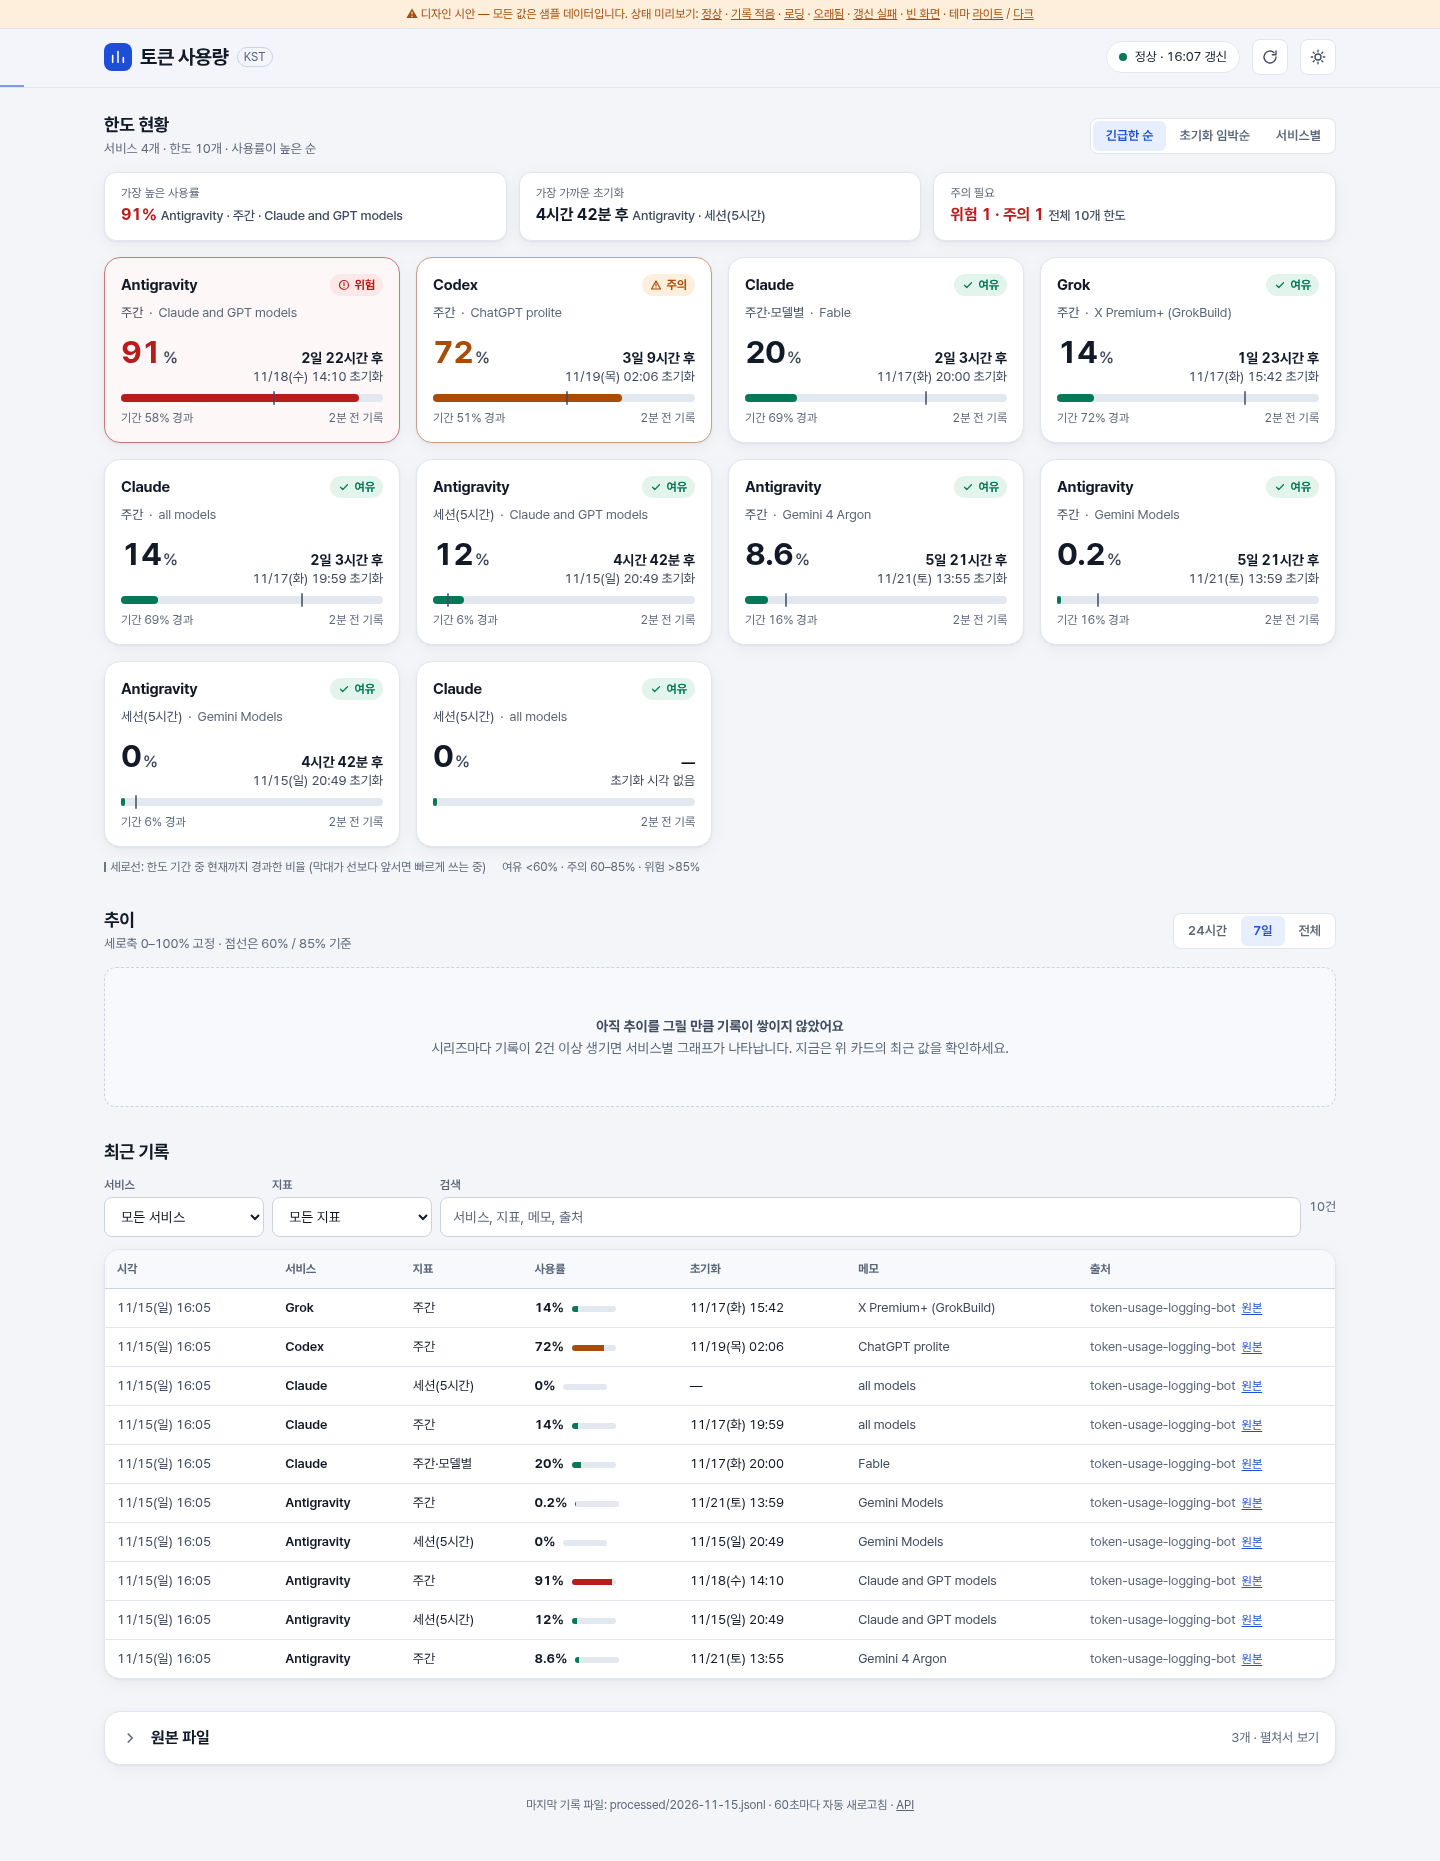 ⚠ 디자인 시안 — 모든 값은 샘플 데이터입니다. 상태 미리보기: 정상 · 기록 적음 · 로딩 · 오래됨 · 갱신 실패 · 빈 화면 · 테마 라이트 / 다크
토큰 사용량 KST
정상 · 16:07 갱신
한도 현황
서비스 4개 · 한도 10개 · 사용률이 높은 순
긴급한 순 초기화 임박순 서비스별
가장 높은 사용률
91% Antigravity · 주간 · Claude and GPT models
가장 가까운 초기화
4시간 42분 후 Antigravity · 세션(5시간)
주의 필요
위험 1 · 주의 1 전체 10개 한도
Antigravity 위험
주간 · Claude and GPT models
91% 2일 22시간 후
11/18(수) 14:10 초기화
기간 58% 경과 2분 전 기록
Codex 주의
주간 · ChatGPT prolite
72% 3일 9시간 후
11/19(목) 02:06 초기화
기간 51% 경과 2분 전 기록
Claude 여유
주간·모델별 · Fable
20% 2일 3시간 후
11/17(화) 20:00 초기화
기간 69% 경과 2분 전 기록
Grok 여유
주간 · X Premium+ (GrokBuild)
14% 1일 23시간 후
11/17(화) 15:42 초기화
기간 72% 경과 2분 전 기록
Claude 여유
주간 · all models
14% 2일 3시간 후
11/17(화) 19:59 초기화
기간 69% 경과 2분 전 기록
Antigravity 여유
세션(5시간) · Claude and GPT models
12% 4시간 42분 후
11/15(일) 20:49 초기화
기간 6% 경과 2분 전 기록
Antigravity 여유
주간 · Gemini 4 Argon
8.6% 5일 21시간 후
11/21(토) 13:55 초기화
기간 16% 경과 2분 전 기록
Antigravity 여유
주간 · Gemini Models
0.2% 5일 21시간 후
11/21(토) 13:59 초기화
기간 16% 경과 2분 전 기록
Antigravity 여유
세션(5시간) · Gemini Models
0% 4시간 42분 후
11/15(일) 20:49 초기화
기간 6% 경과 2분 전 기록
Claude 여유
세션(5시간) · all models
0% —
초기화 시각 없음
2분 전 기록
세로선: 한도 기간 중 현재까지 경과한 비율 (막대가 선보다 앞서면 빠르게 쓰는 중) 여유 <60% · 주의 60–85% · 위험 >85%
추이
세로축 0–100% 고정 · 점선은 60% / 85% 기준
24시간 7일 전체
아직 추이를 그릴 만큼 기록이 쌓이지 않았어요
시리즈마다 기록이 2건 이상 생기면 서비스별 그래프가 나타납니다. 지금은 위 카드의 최근 값을 확인하세요.
최근 기록
서비스 지표 검색
모든 서비스 모든 지표 서비스, 지표, 메모, 출처 10건
시각 서비스 지표 사용률 초기화 메모 출처
11/15(일) 16:05 Grok 주간 14% 11/17(화) 15:42 X Premium+ (GrokBuild) token-usage-logging-bot 원본
11/15(일) 16:05 Codex 주간 72% 11/19(목) 02:06 ChatGPT prolite token-usage-logging-bot 원본
11/15(일) 16:05 Claude 세션(5시간) 0% — all models token-usage-logging-bot 원본
11/15(일) 16:05 Claude 주간 14% 11/17(화) 19:59 all models token-usage-logging-bot 원본
11/15(일) 16:05 Claude 주간·모델별 20% 11/17(화) 20:00 Fable token-usage-logging-bot 원본
11/15(일) 16:05 Antigravity 주간 0.2% 11/21(토) 13:59 Gemini Models token-usage-logging-bot 원본
11/15(일) 16:05 Antigravity 세션(5시간) 0% 11/15(일) 20:49 Gemini Models token-usage-logging-bot 원본
11/15(일) 16:05 Antigravity 주간 91% 11/18(수) 14:10 Claude and GPT models token-usage-logging-bot 원본
11/15(일) 16:05 Antigravity 세션(5시간) 12% 11/15(일) 20:49 Claude and GPT models token-usage-logging-bot 원본
11/15(일) 16:05 Antigravity 주간 8.6% 11/21(토) 13:55 Gemini 4 Argon token-usage-logging-bot 원본
원본 파일 3개 · 펼쳐서 보기
마지막 기록 파일: processed/2026-11-15.jsonl · 60초마다 자동 새로고침 · API